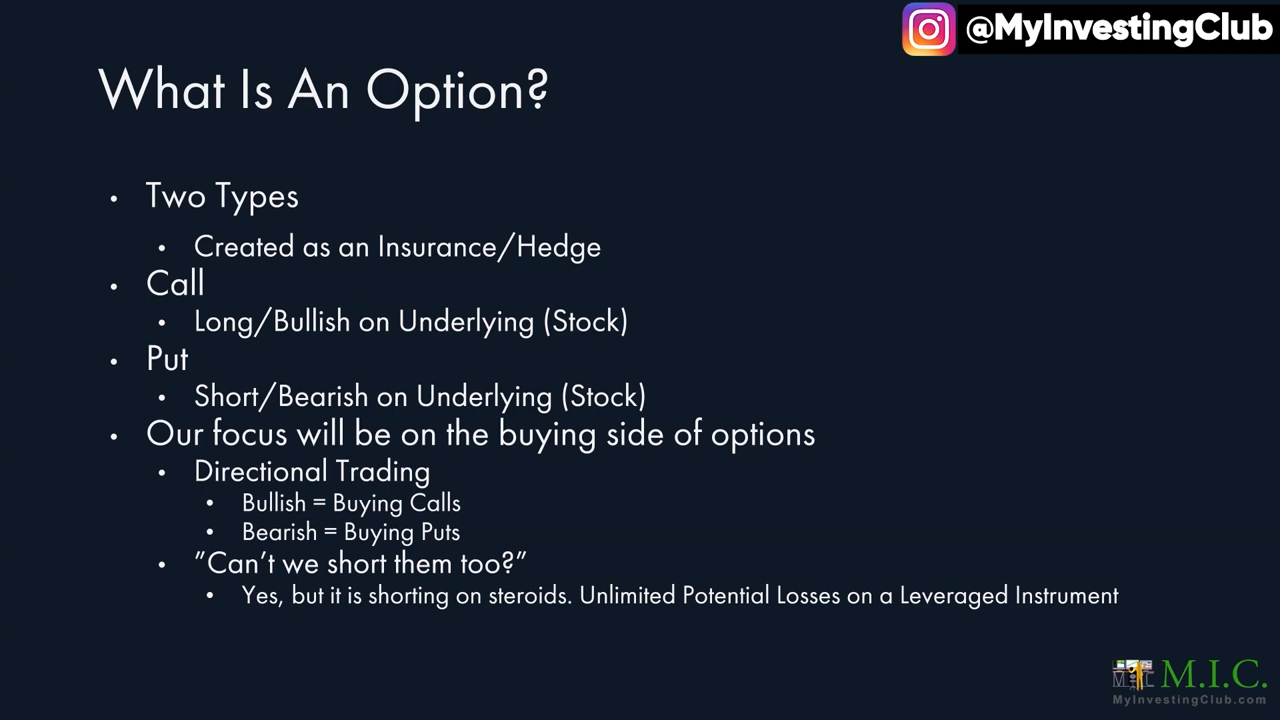 @MyInvestingClub
What Is An Option?
• Two Types
• Created as an Insurance/Hedge
• Call
• Long/Bullish on Underlying (Stock)
• Put
• Short/Bearish on Underlying (Stock)
• Our focus will be on the buying side of options
• Directional Trading
• Bullish = Buying Calls
• Bearish = Buying Puts
• ”Can’t we short them too?”
• Yes, but it is shorting on steroids. Unlimited Potential Losses on a Leveraged Instrument
M.I.C.
MyInvestingClub.com